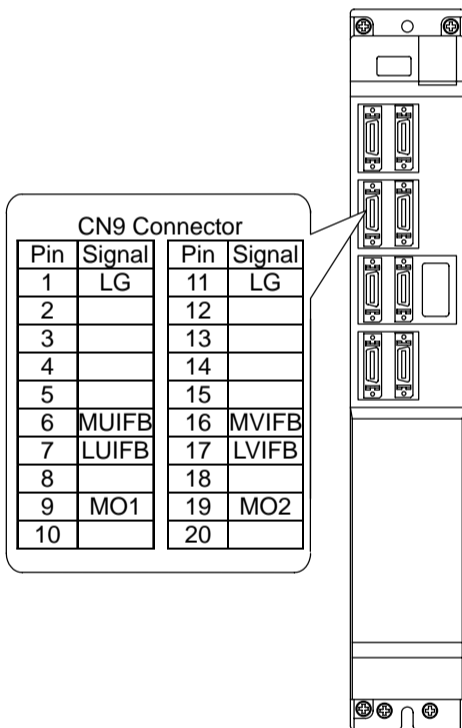 CN9 Connector
Pin Signal Pin Signal
1 LG 11 LG
2 12
3 13
4 14
5 15
6 MUIFB 16 MVIFB
7 LUIFB 17 LVIFB
8 18
9 MO1 19 MO2
10 20